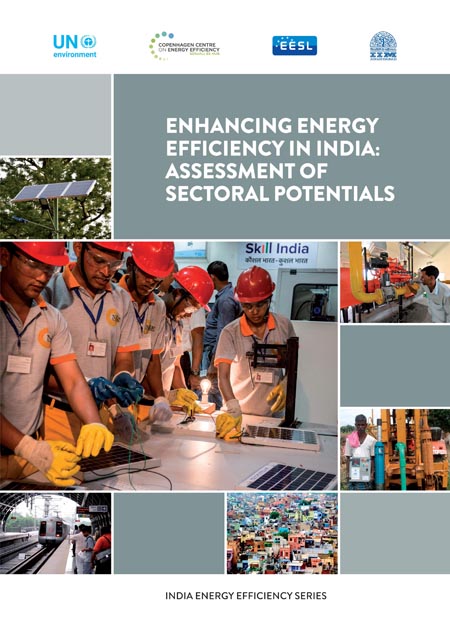 UN
environment
COPENHAGEN CENTRE
ON ENERGY EFFICIENCY
EESL
ENHANCING ENERGY
EFFICIENCY IN INDIA:
ASSESSMENT OF
SECTORAL POTENTIALS
Skill India
कौशल भारत-कुशल भारत
INDIA ENERGY EFFICIENCY SERIES